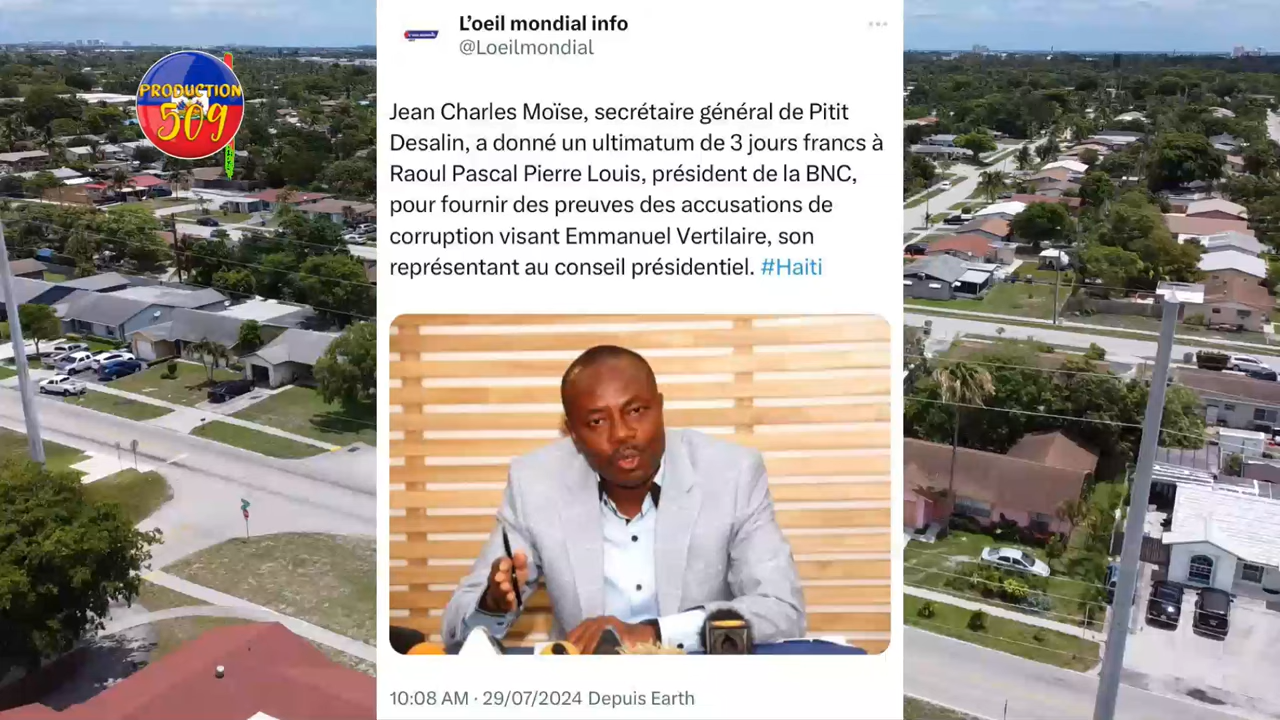 PRODUCTION
509
L'oeil mondial info
@Loeilmondial
Jean Charles Moïse, secrétaire général de Pitit
Desalin, a donné un ultimatum de 3 jours francs à
Raoul Pascal Pierre Louis, président de la BNC,
pour fournir des preuves des accusations de
corruption visant Emmanuel Vertilaire, son
représentant au conseil présidentiel. #Haiti
10:08 AM · 29/07/2024 Depuis Earth